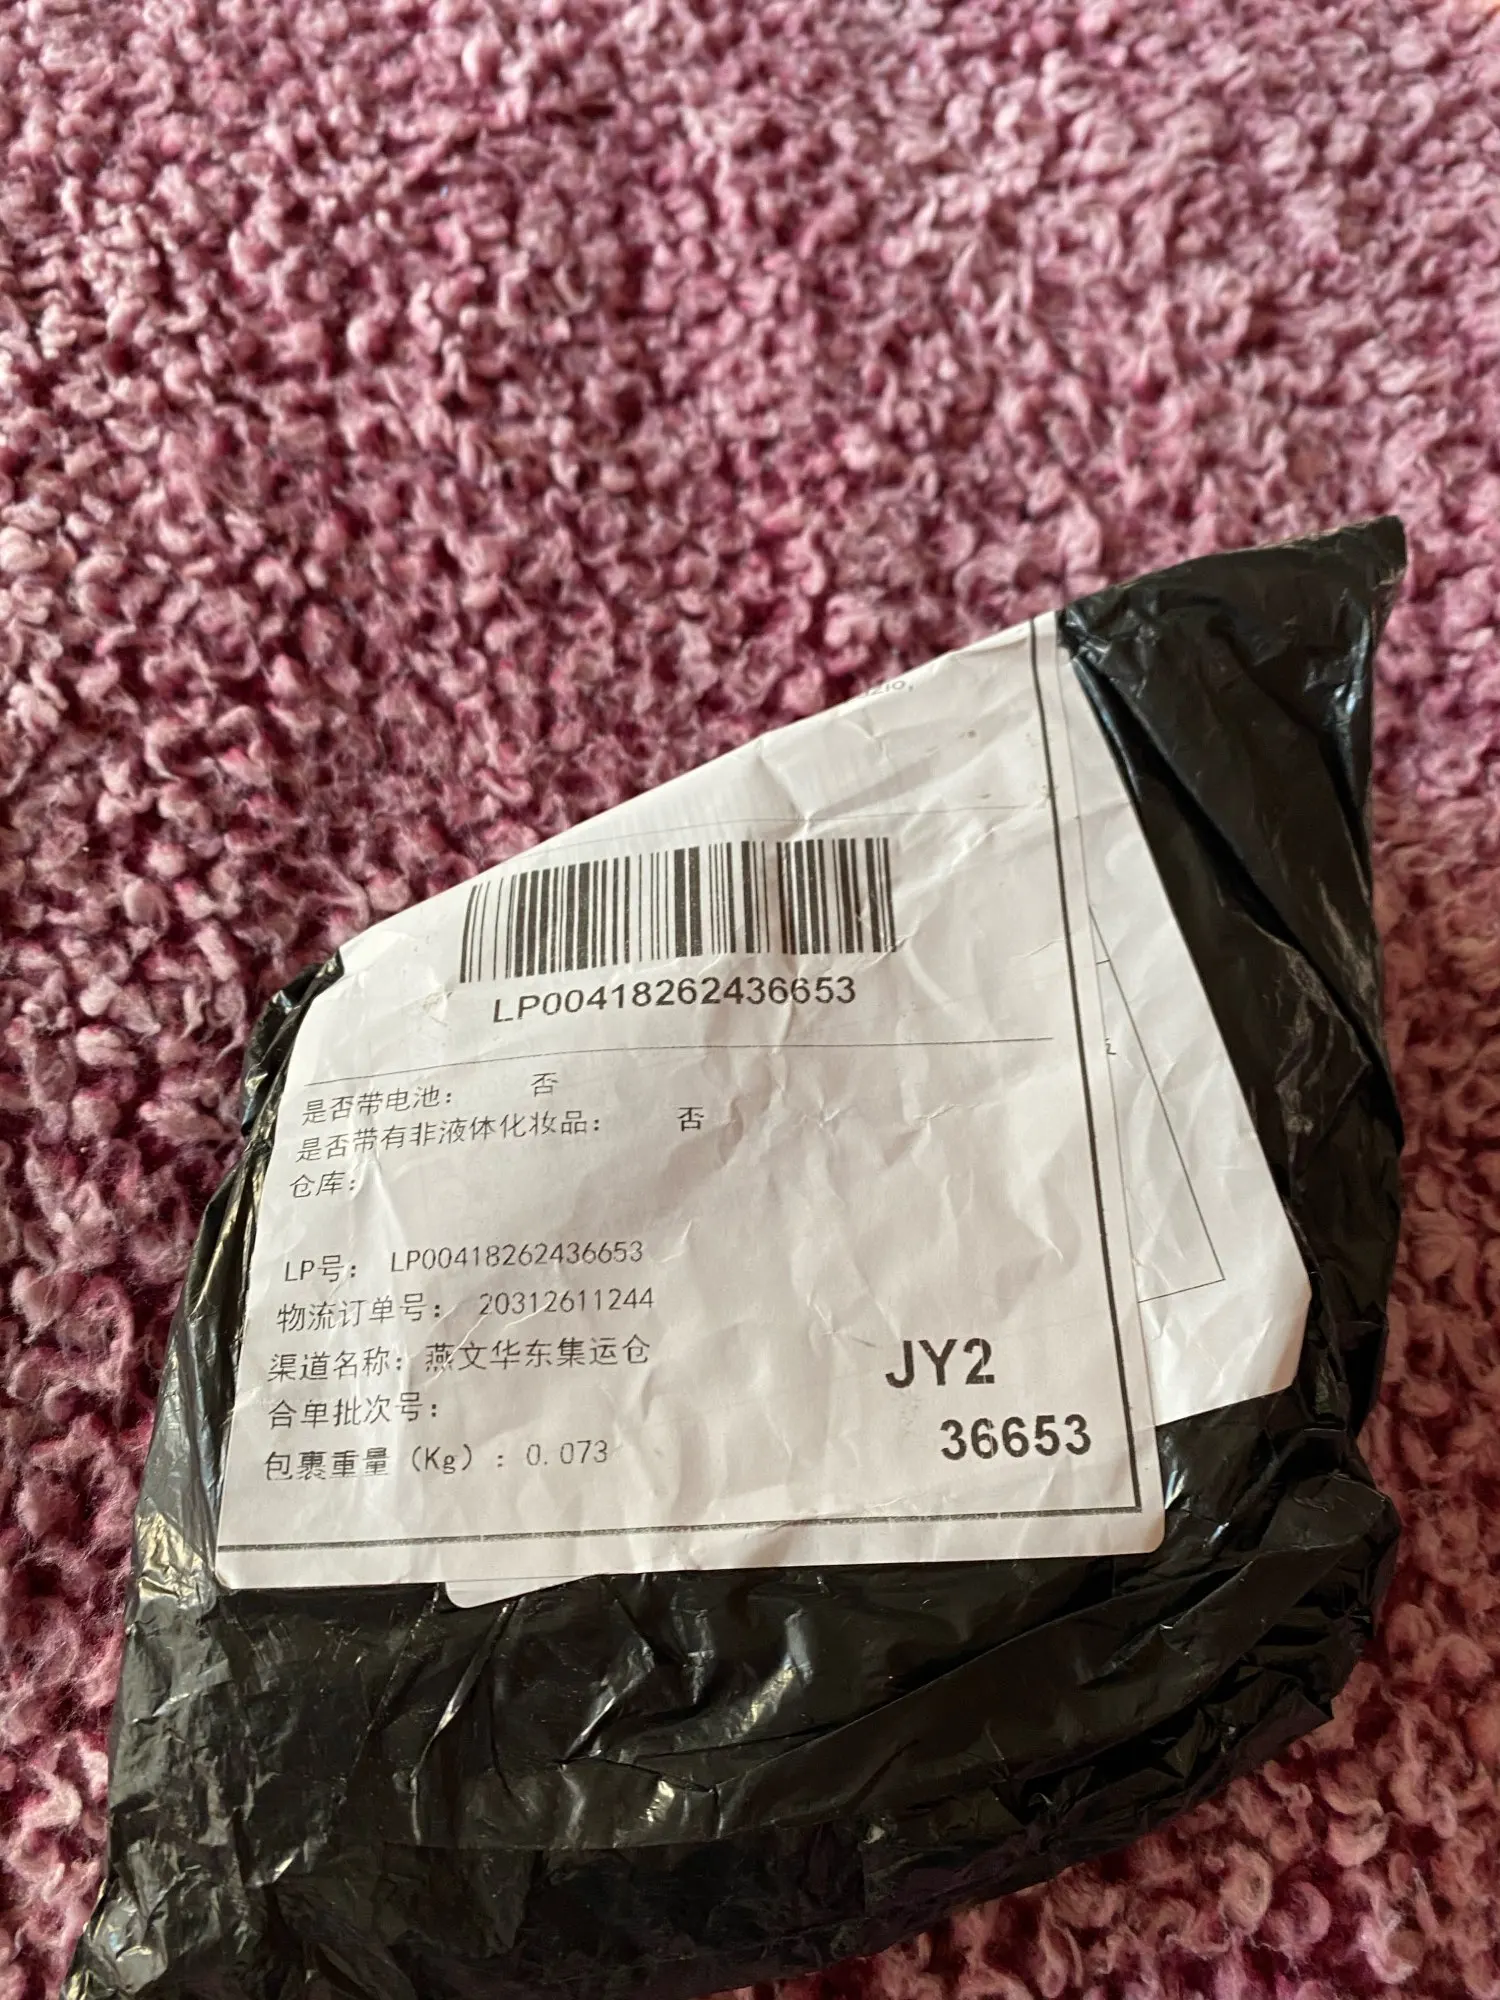 LP00418262436653
是否带电池： 否
是否带有非液体化妆品： 否
仓库：
LP号： LP00418262436653
物流订单号： 20312611244
渠道名称：燕文华东集运仓
合单批次号：
包裹重量（Kg）：0.073
JY2
36653